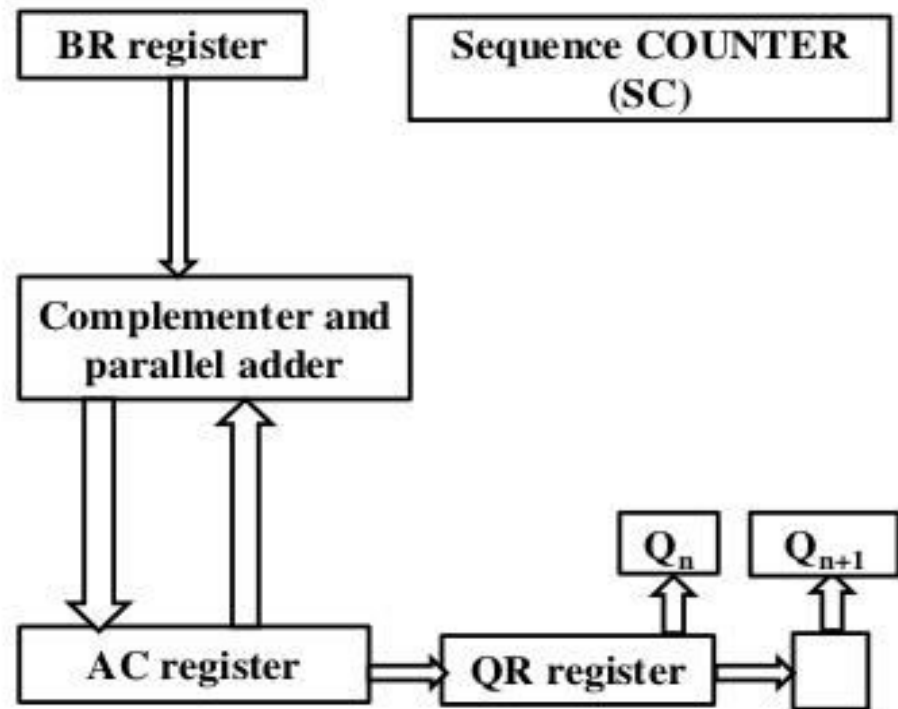 BR register
Sequence COUNTER
(SC)
Complementer and
parallel adder
Qₙ
Qₙ₊₁
AC register
QR register